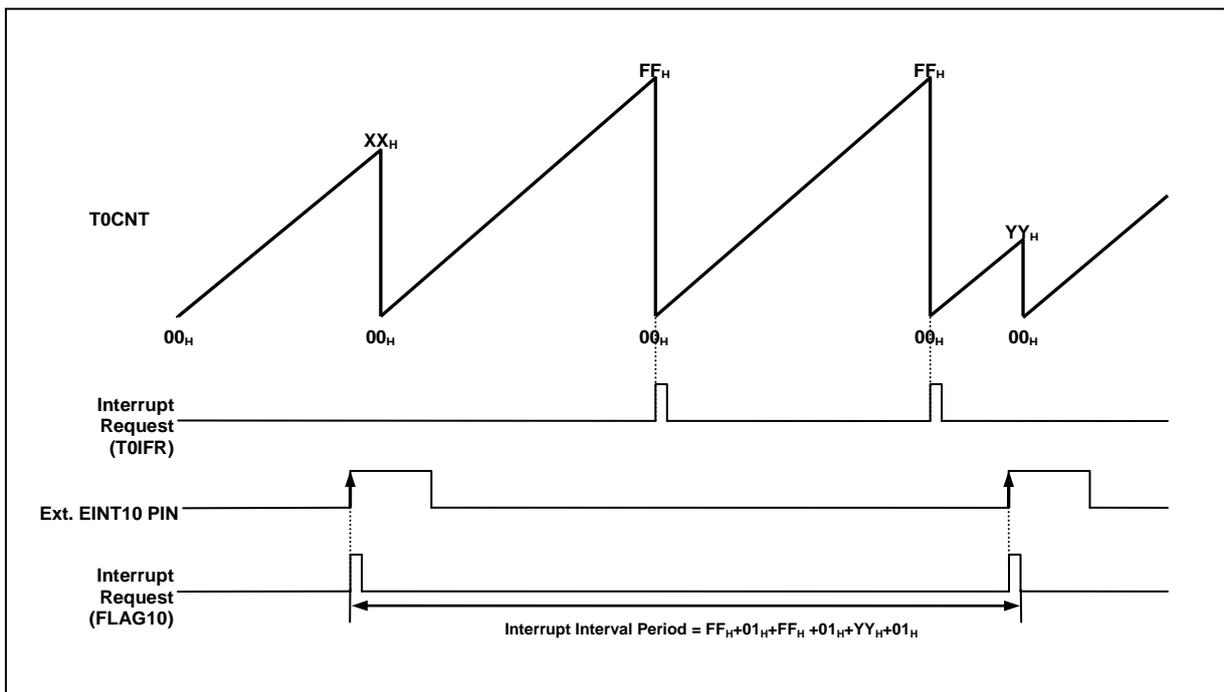 FFH
FFH
XXH
T0CNT
YYH
00H
00H
00H
00H
00H
Interrupt
Request
(T0IFR)
Ext. EINT10 PIN
Interrupt
Request
(FLAG10)
Interrupt Interval Period = FFH+01H+FFH +01H+YYH+01H